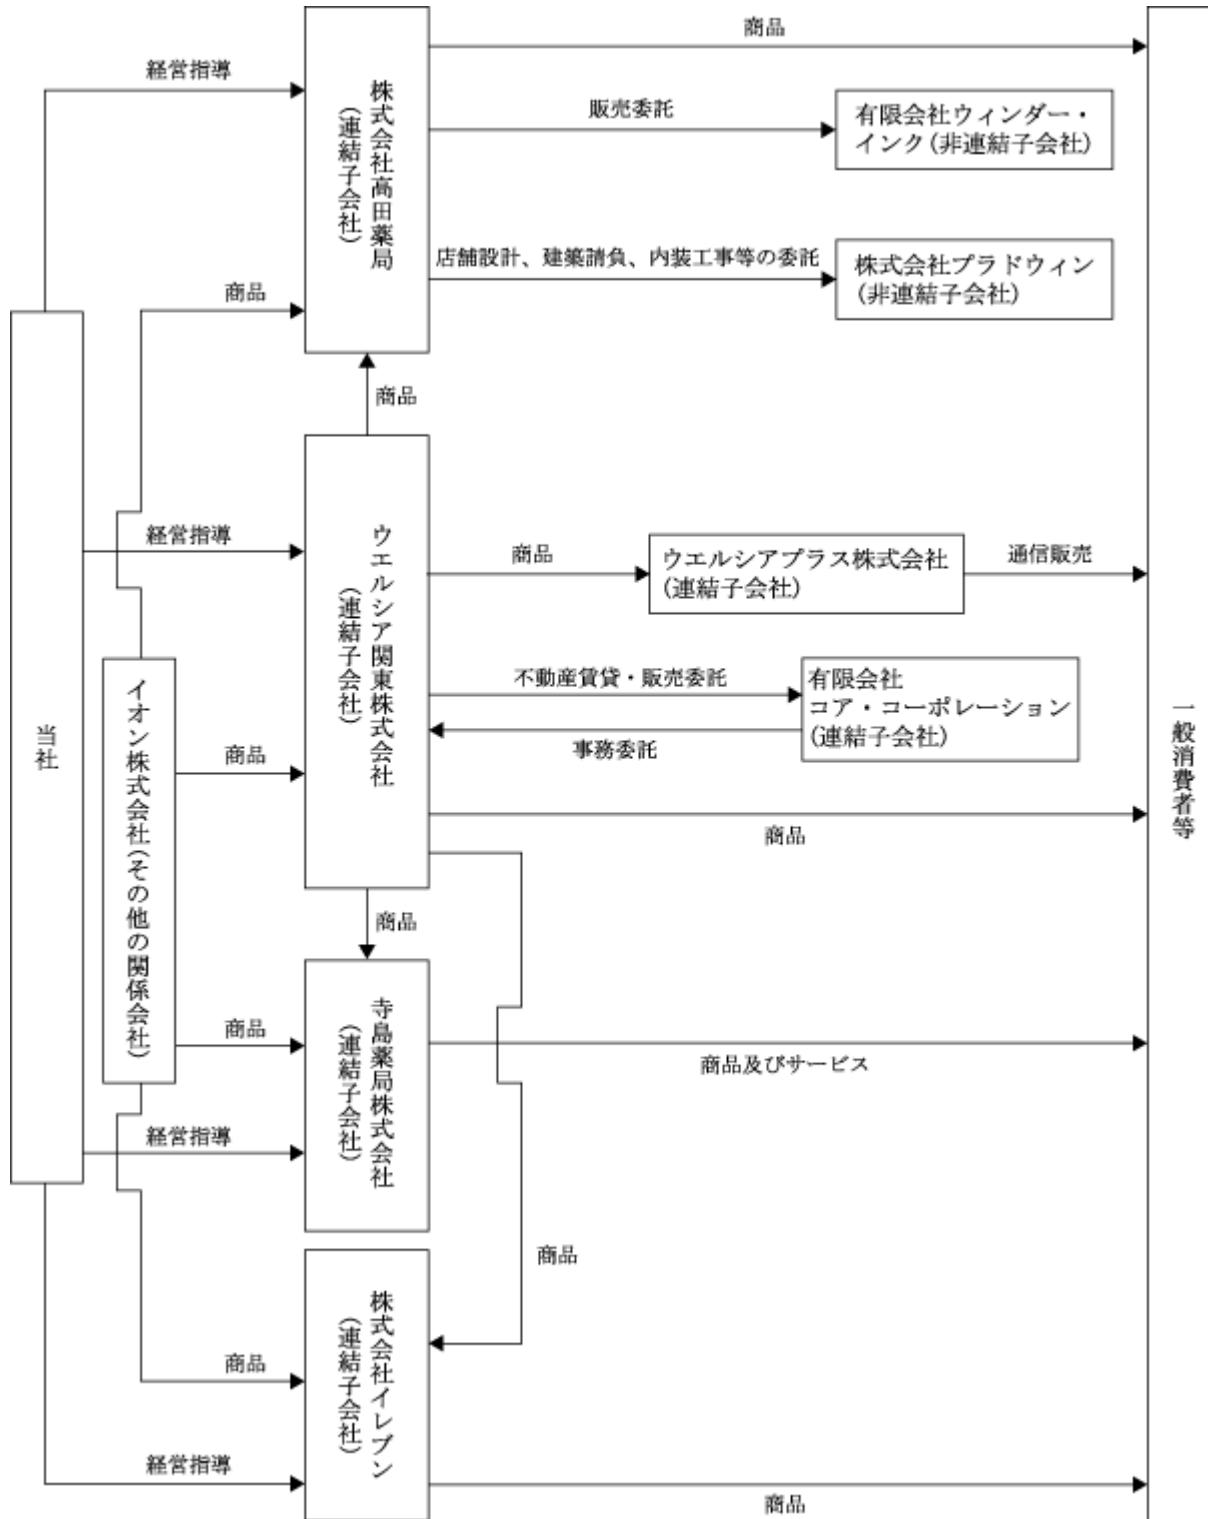 商品
経営指導
株式会社高田薬局
(連結子会社)
販売委託
有限会社ウィンダー・
インク(非連結子会社)
店舗設計、建築請負、内装工事等の委託
株式会社プラドウィン
(非連結子会社)
商品
商品
経営指導
ウエルシア関東株式会社
(連結子会社)
商品
ウエルシアプラス株式会社
(連結子会社)
通信販売
不動産賃貸・販売委託
有限会社
コア・コーポレーション
(連結子会社)
事務委託
当社
イオン株式会社(その他の関係会社)
商品
商品
一般消費者等
商品
寺島薬局株式会社
(連結子会社)
商品
商品及びサービス
経営指導
商品
株式会社イレブン
(連結子会社)
商品
経営指導
商品